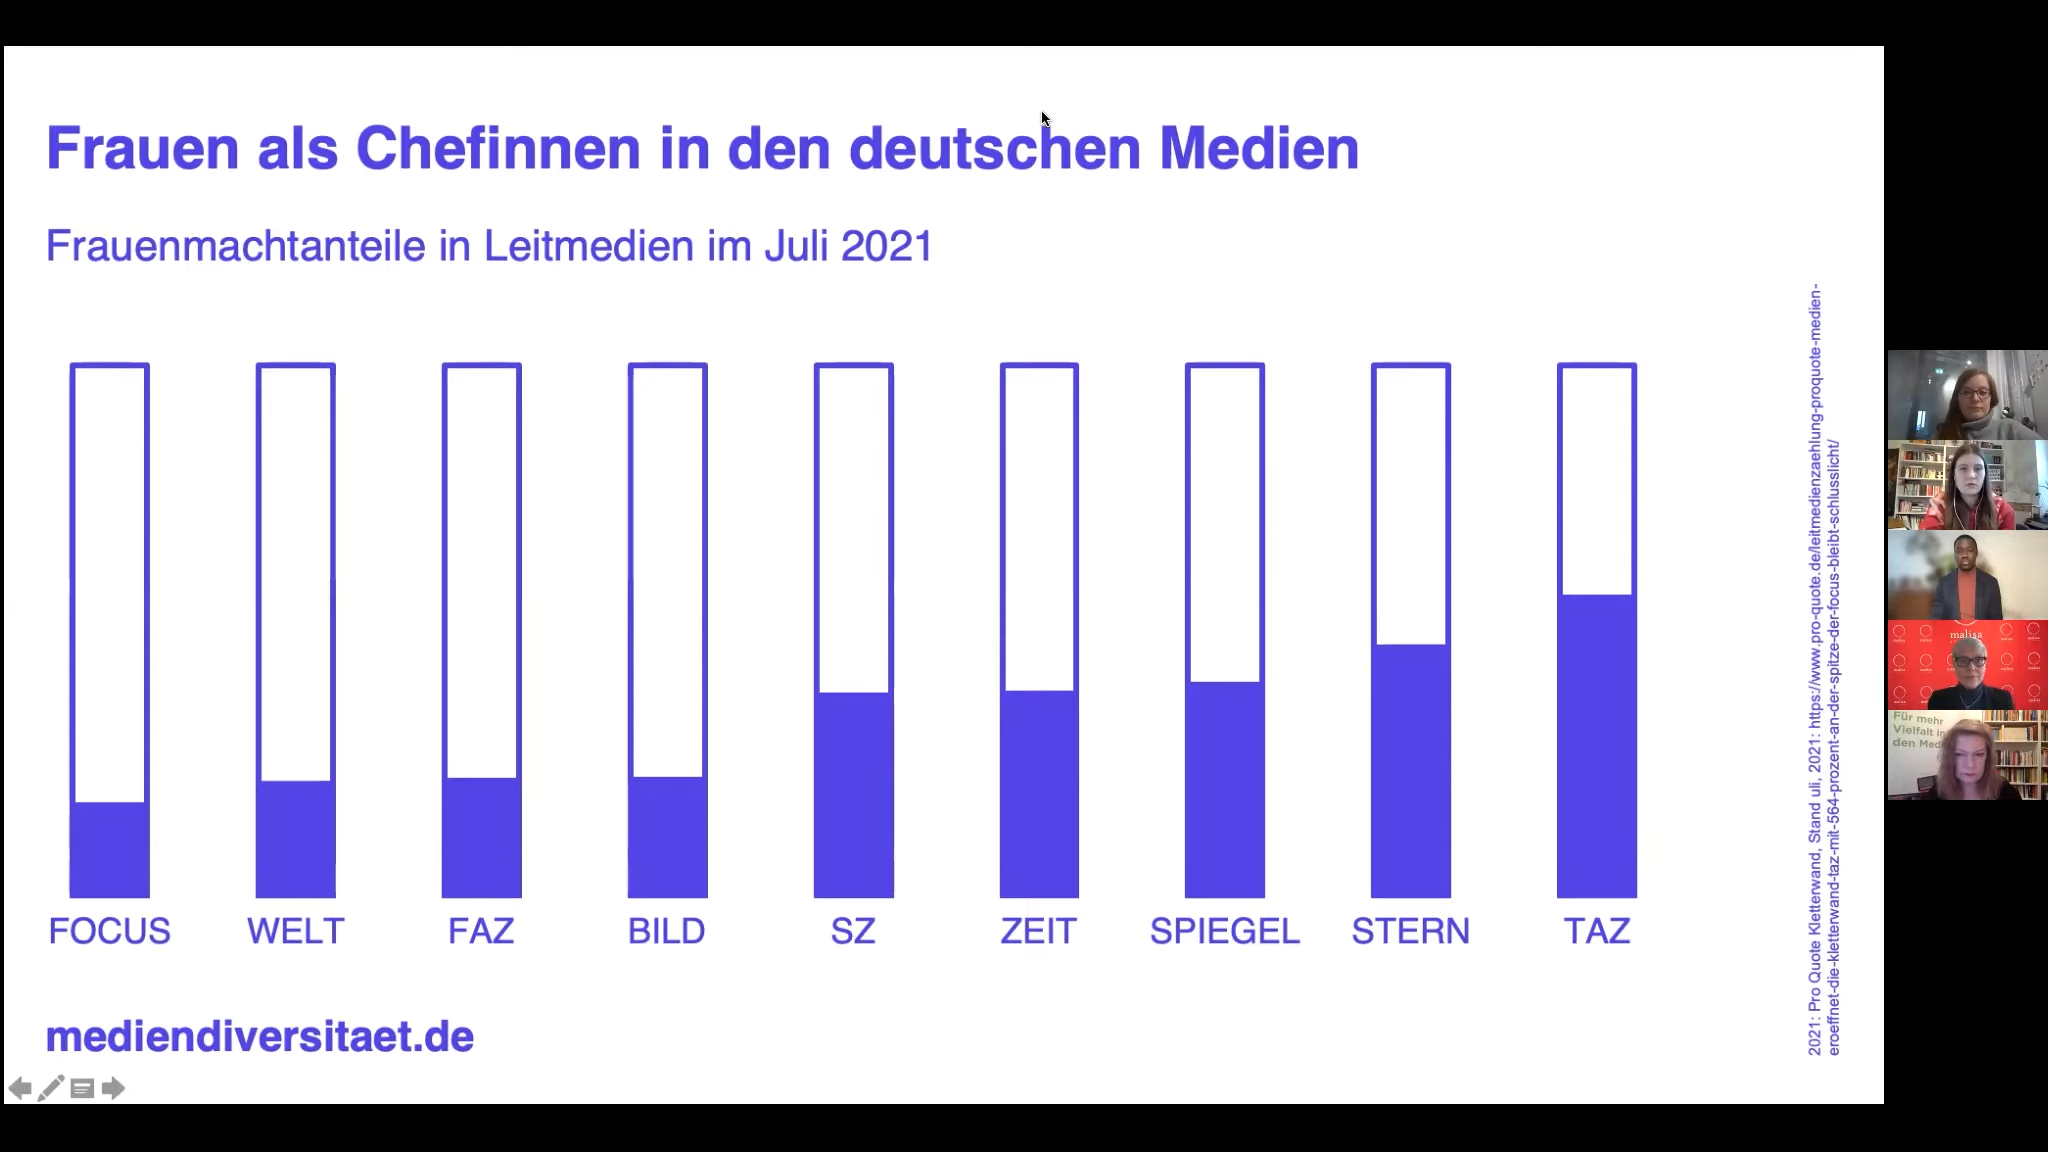 Frauen als Chefinnen in den deutschen Medien
Frauenmachtanteile in Leitmedien im Juli 2021
FOCUS
WELT
FAZ
BILD
SZ
ZEIT
SPIEGEL
STERN
TAZ
mediendiversitaet.de
2021: Pro Quote Kletterwand, Stand uli, 2021: https://www.pro-quote.de/leitmedienzaehlung-proquote-medien-
eroeffnet-die-kletterwand-taz-mit-564-prozent-an-der-spitze-der-focus-bleibt-schlusslicht/
malisa
Für mehr
Vielfalt in
den Medi